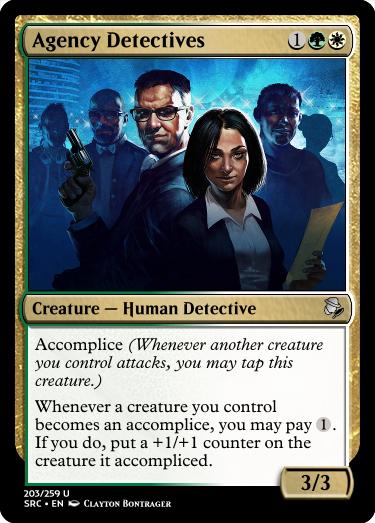 Agency Detectives 1
Creature — Human Detective
Accomplice (Whenever another creature
you control attacks, you may tap this
creature.)
Whenever a creature you control
becomes an accomplice, you may pay 1.
If you do, put a +1/+1 counter on the
creature it accompliced.
3/3
203/259 U
SRC • EN Clayton Bontrager